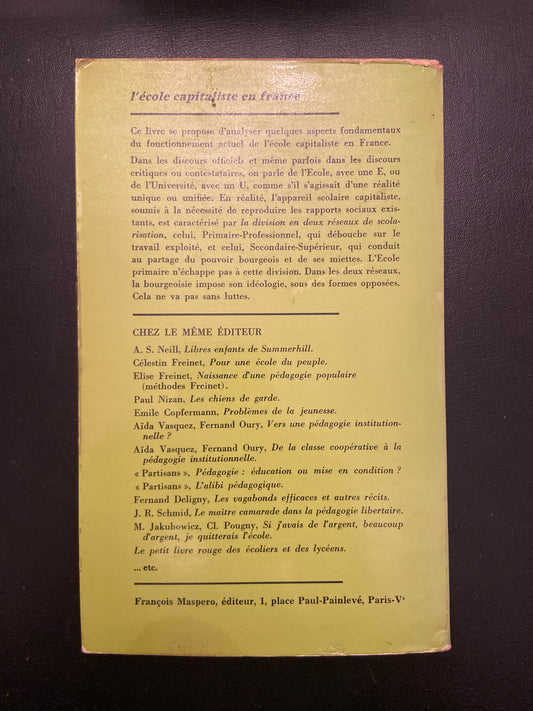 l'école capitaliste en france
Ce livre se propose d'analyser quelques aspects fondamentaux
du fonctionnement actuel de l'école capitaliste en France.
Dans les discours officiels et même parfois dans les discours
critiques ou contestataires, on parle de l'Ecole, avec une E, ou
de l'Université, avec un U, comme s'il s'agissait d'une réalité
unique ou unifiée. En réalité, l'appareil scolaire capitaliste,
soumis à la nécessité de reproduire les rapports sociaux exis-
tants, est caractérisé par la division en deux réseaux de scola-
risation, celui, Primaire-Professionnel, qui débouche sur le
travail exploité, et celui, Secondaire-Supérieur, qui conduit
au partage du pouvoir bourgeois et de ses miettes. L'Ecole
primaire n'échappe pas à cette division. Dans les deux réseaux,
la bourgeoisie impose son idéologie, sous des formes opposées.
Cela ne va pas sans luttes.
CHEZ LE MÊME ÉDITEUR
A. S. Neill, Libres enfants de Summerhill.
Célestin Freinet, Pour une école du peuple.
Elise Freinet, Naissance d'une pédagogie populaire
(méthodes Freinet).
Paul Nizan, Les chiens de garde.
Emile Copfermann, Problèmes de la jeunesse.
Aïda Vasquez, Fernand Oury, Vers une pédagogie institution-
nelle ?
Aïda Vasquez, Fernand Oury, De la classe coopérative à la
pédagogie institutionnelle.
« Partisans », Pédagogie : éducation ou mise en condition ?
« Partisans », L'alibi pédagogique.
Fernand Deligny, Les vagabonds efficaces et autres récits.
J. R. Schmid, Le maître camarade dans la pédagogie libertaire.
M. Jakubowicz, Cl. Pougny, Si j'avais de l'argent, beaucoup
d'argent, je quitterais l'école.
Le petit livre rouge des écoliers et des lycéens.
... etc.
François Maspero, éditeur, 1, place Paul-Painlevé, Paris-Vᵉ